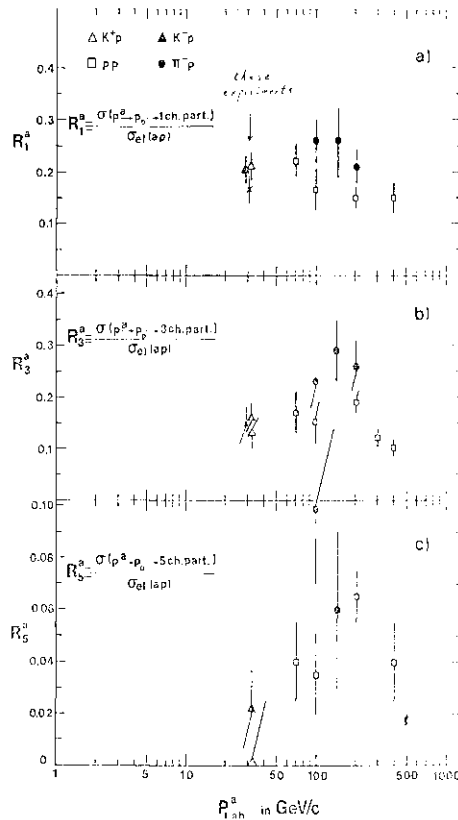 △ K⁺p ▲ K⁻p
□ pp ● π⁻p
a)
these
experiments
0.4
0.3
0.2
0.1
0
R₁ᵃ
R₁ᵃ≡ σ(pᵃ→p₀→1ch.part.)
σel(ap)
b)
0.4
0.3
0.2
0.1
R₃ᵃ
R₃ᵃ≡ σ(pᵃ→p₀→3ch.part.)
σel(ap)
c)
0.10
0.08
0.06
0.04
0.02
0
R₅ᵃ
R₅ᵃ≡ σ(pᵃ→p₀→5ch.part.)
σel(ap)
1 5 10 50 100 500 1000
Pᵃ Lab in GeV/c